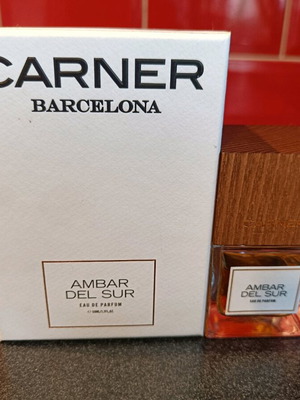 CARNER
BARCELONA
AMBAR
DEL SUR
EAU DE PARFUM
AMBAR
DEL SUR
EAU DE PARFUM